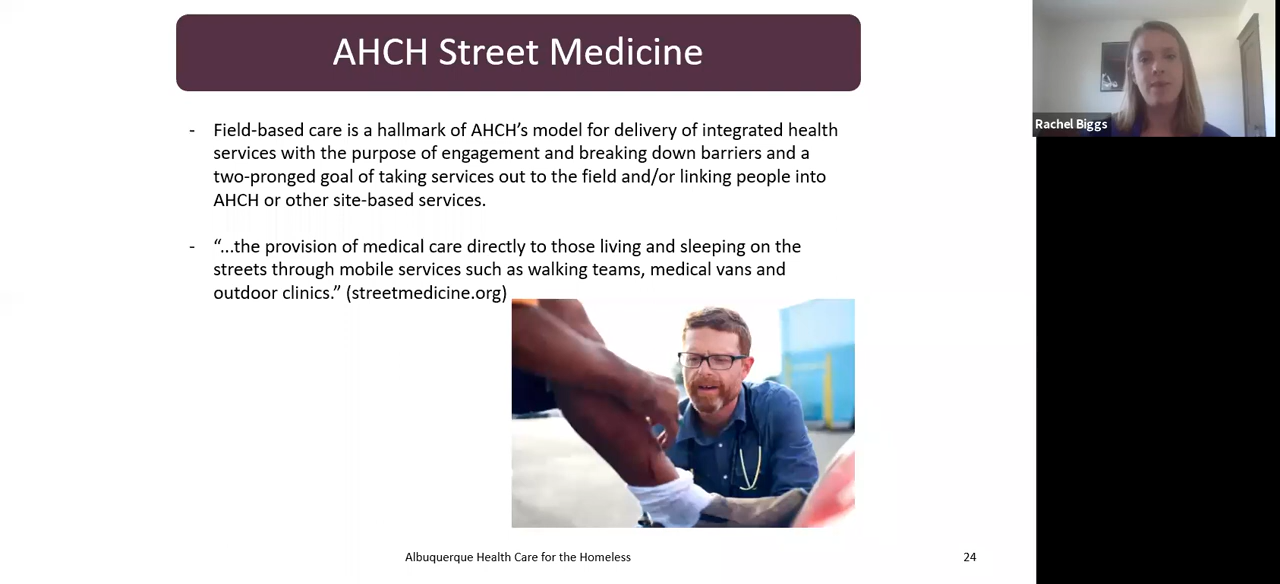 AHCH Street Medicine
- Field-based care is a hallmark of AHCH’s model for delivery of integrated health
services with the purpose of engagement and breaking down barriers and a
two-pronged goal of taking services out to the field and/or linking people into
AHCH or other site-based services.
- “...the provision of medical care directly to those living and sleeping on the
streets through mobile services such as walking teams, medical vans and
outdoor clinics.” (streetmedicine.org)
Albuquerque Health Care for the Homeless
24
Rachel Biggs